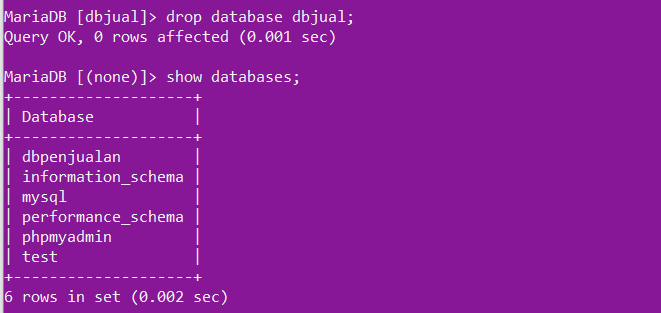 MariaDB [dbjual]> drop database dbjual;
Query OK, 0 rows affected (0.001 sec)

MariaDB [(none)]> show databases;
+--------------------+
| Database           |
+--------------------+
| dbpenjualan        |
| information_schema |
| mysql              |
| performance_schema |
| phpmyadmin         |
| test               |
+--------------------+
6 rows in set (0.002 sec)